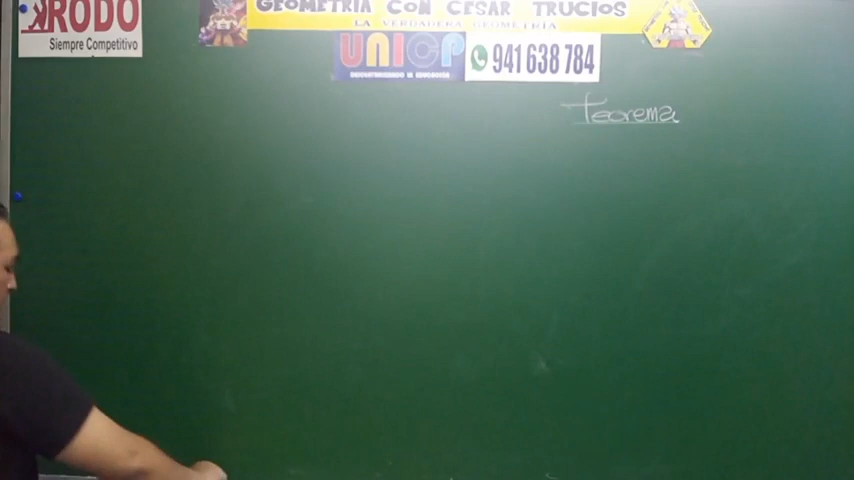 RODO
Siempre Competitivo
GEOMETRIA CON CESAR TRUCIOS
LA VERDADERA GEOMETRIA
UNICP
941 638 784
Teorema